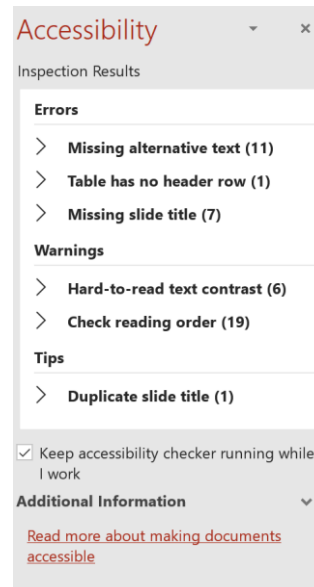 Accessibility
Inspection Results
Errors
Missing alternative text (11)
Table has no header row (1)
Missing slide title (7)
Warnings
Hard-to-read text contrast (6)
Check reading order (19)
Tips
Duplicate slide title (1)
Keep accessibility checker running while
I work
Additional Information
Read more about making documents
accessible